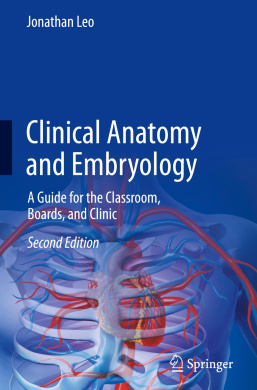 Jonathan Leo
Clinical Anatomy
and Embryology
A Guide for the Classroom,
Boards, and Clinic
Second Edition
Springer